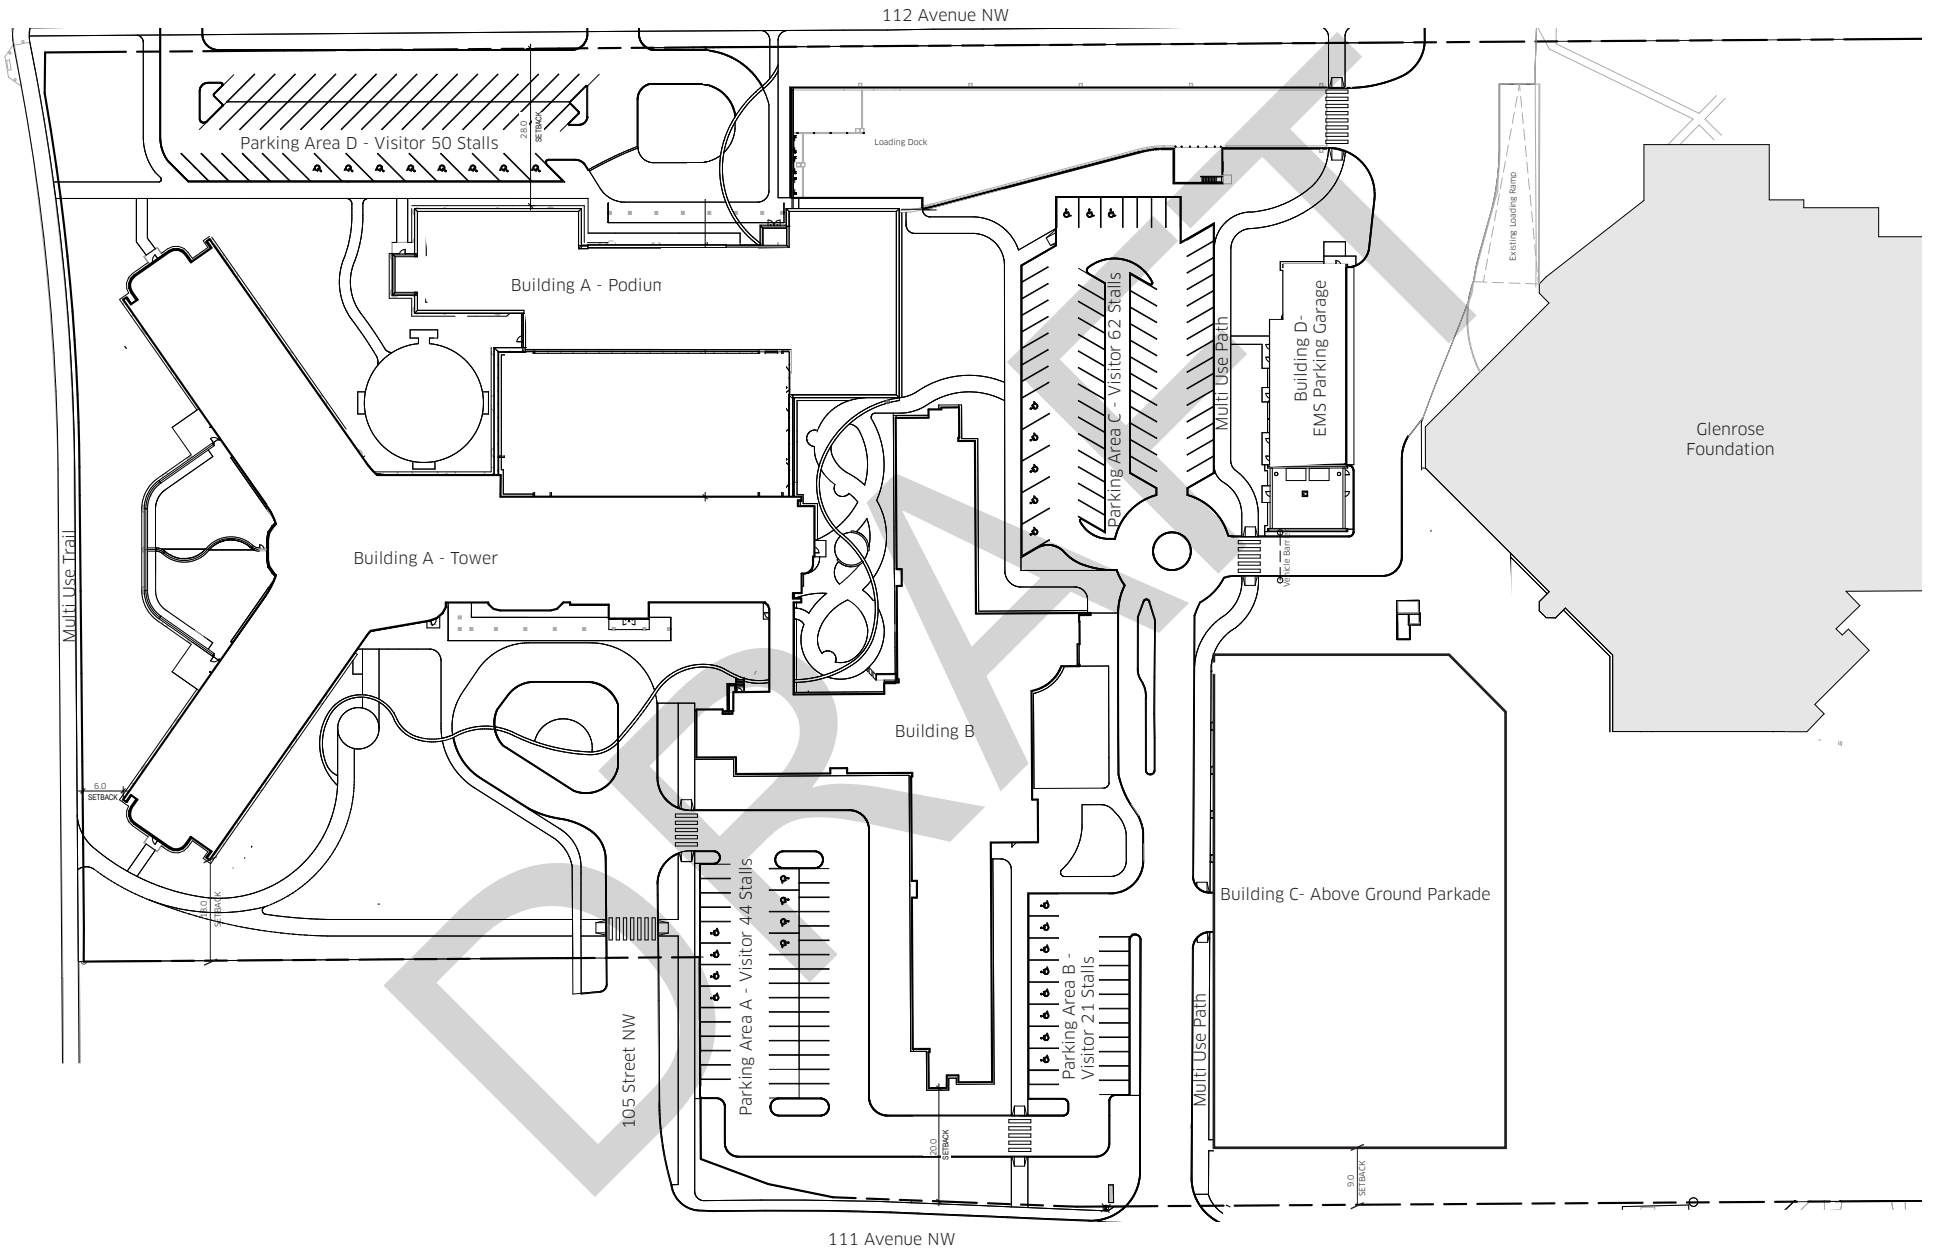 112 Avenue NW
28.0
SETBACK
Parking Area D - Visitor 50 Stalls
Loading Dock
Existing Loading Ramp
Building A - Podium
Parking Area C - Visitor 62 Stalls
Multi Use Path
Building D-
EMS Parking Garage
Glenrose
Foundation
Building A - Tower
Multi Use Trail
Building B
6.0
SETBACK
SETBACK
Building C- Above Ground Parkade
Parking Area A - Visitor 44 Stalls
Parking Area B -
Visitor 21 Stalls
105 Street NW
Multi Use Path
20.0
SETBACK
9.0
SETBACK
111 Avenue NW
DRAFT